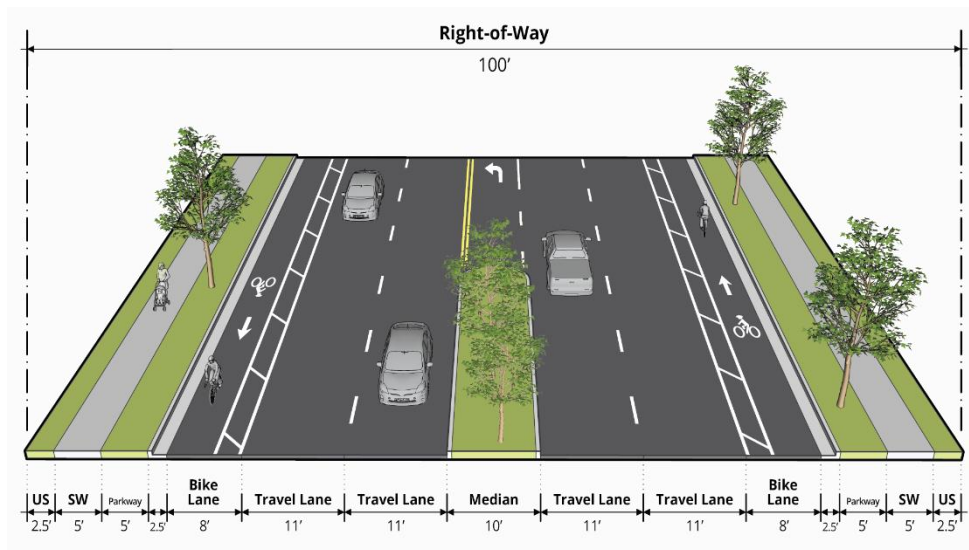 Right-of-Way
100’
US SW Parkway Bike Lane Travel Lane Travel Lane Median Travel Lane Travel Lane Bike Lane Parkway SW US
2.5’ 5’ 5’ 2.5’ 8’ 11’ 11’ 10’ 11’ 11’ 8’ 2.5’ 5’ 5’ 2.5’